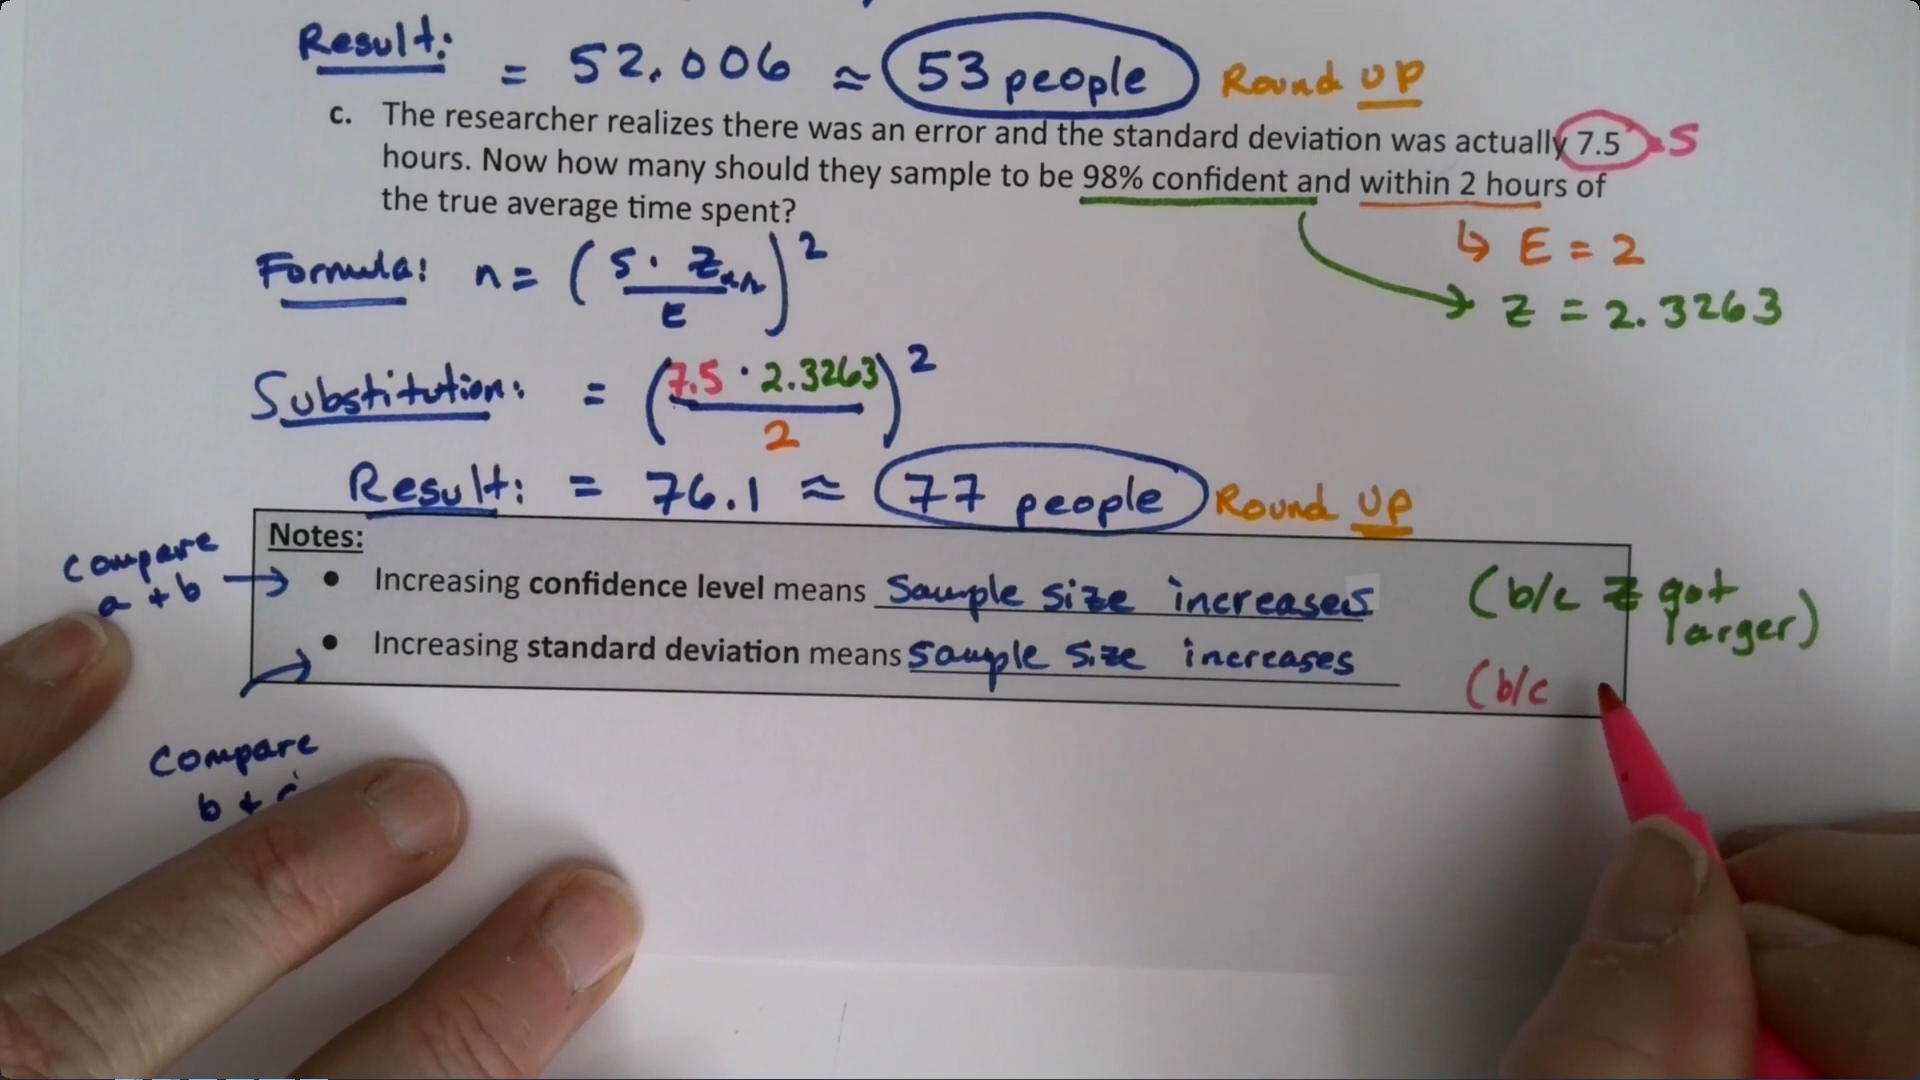 Result: = 52.006 ≈ 53 people Round UP
c. The researcher realizes there was an error and the standard deviation was actually 7.5 S
hours. Now how many should they sample to be 98% confident and within 2 hours of
the true average time spent?
↳ E = 2
Formula: n = (S · Zα/2 / E)²
Z = 2.3263
Substitution: = (7.5 · 2.3263 / 2)²
Result: = 76.1 ≈ 77 people Round UP
Notes:
compare
a + b →
• Increasing confidence level means sample size increases (b/c Z got
larger)
• Increasing standard deviation means sample size increases
(b/c
Compare
b + c